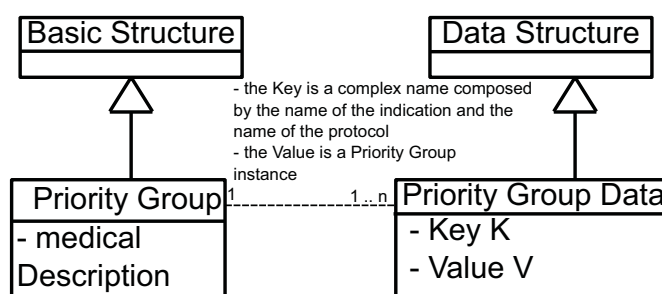 Basic Structure
Data Structure
- the Key is a complex name composed
by the name of the indication and the
name of the protocol
- the Value is a Priority Group
instance
Priority Group
1
1 .. n
Priority Group Data
- medical
Description
- Key K
- Value V